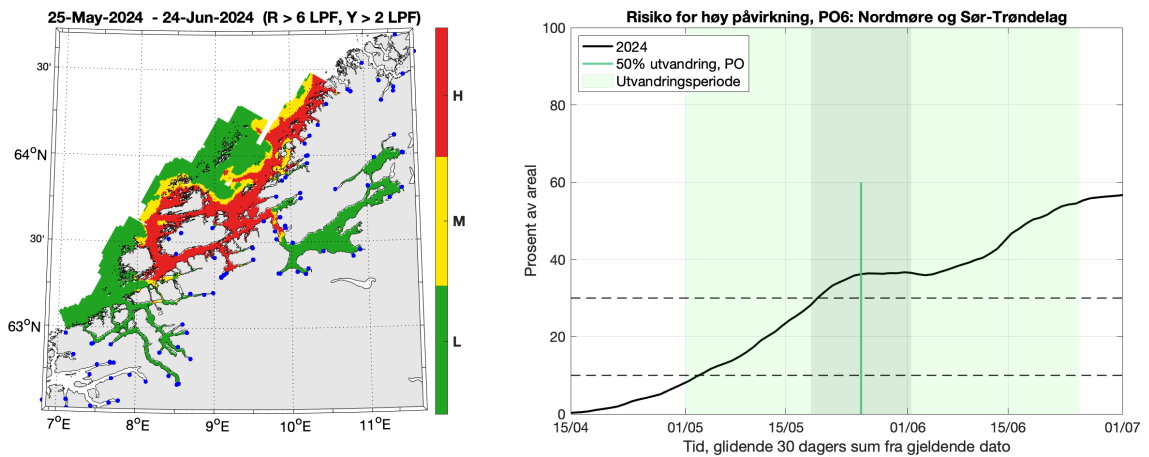 25-May-2024 - 24-Jun-2024 (R > 6 LPF, Y > 2 LPF)
30'
64°N
30'
63°N
7°E
8°E
9°E
10°E
11°E
H
M
L
Risiko for høy påvirkning, PO6: Nordmøre og Sør-Trøndelag
2024
50% utvandring, PO
Utvandringsperiode
Prosent av areal
100
80
60
40
20
0
15/04
01/05
15/05
01/06
15/06
01/07
Tid, glidende 30 dagers sum fra gjeldende dato